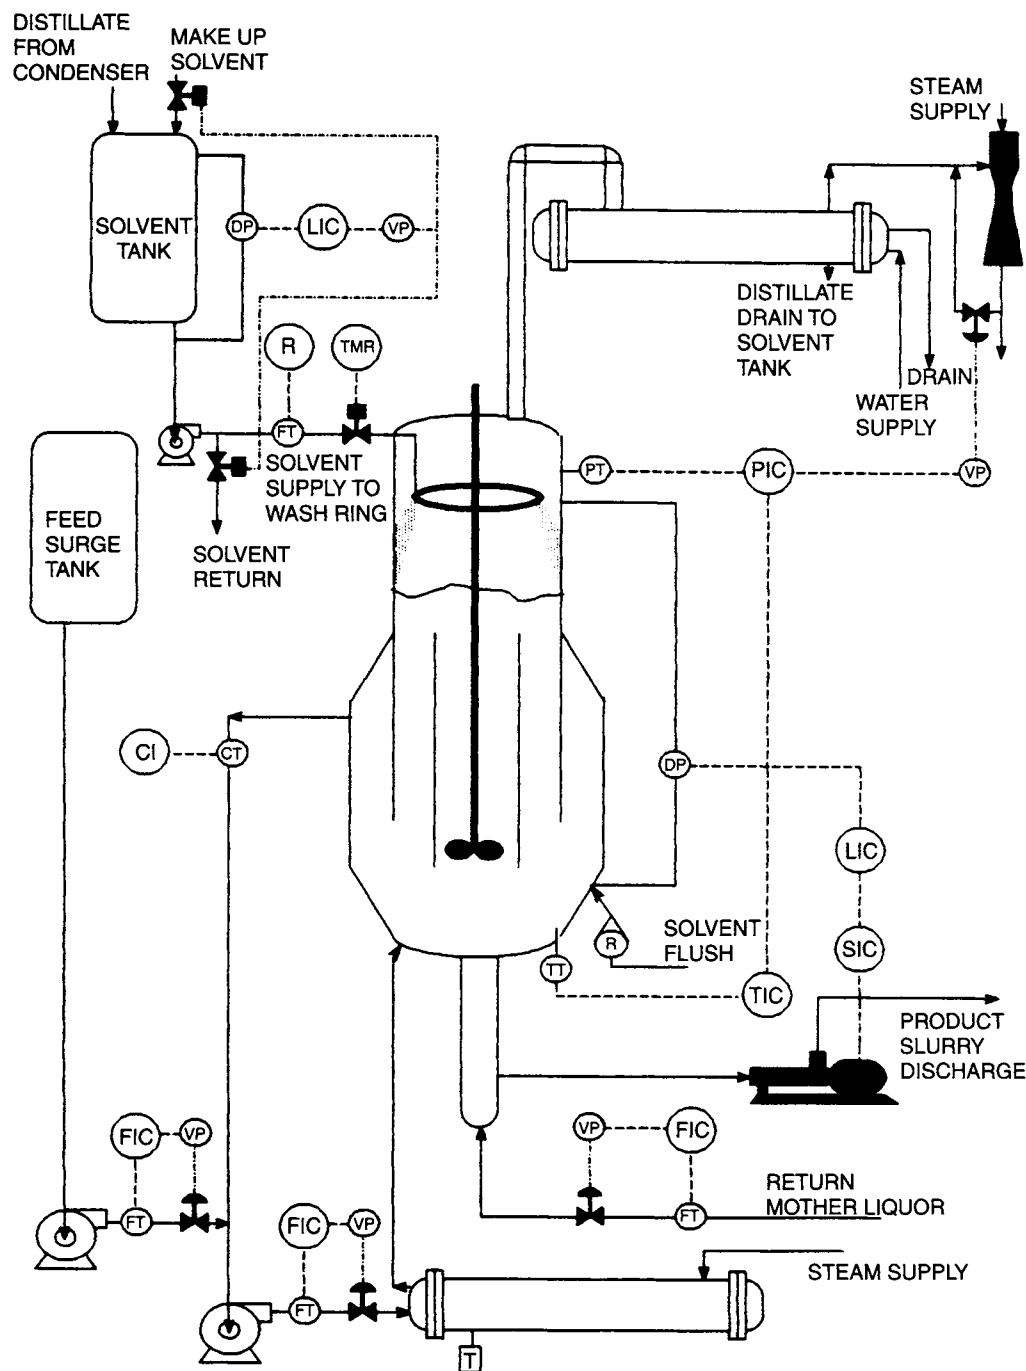 DISTILLATE
FROM
CONDENSER
MAKE UP
SOLVENT
STEAM
SUPPLY
SOLVENT
TANK
DP
LIC
VP
DISTILLATE
DRAIN TO
SOLVENT
TANK
DRAIN
WATER
SUPPLY
R
TMR
FT
SOLVENT
SUPPLY TO
WASH RING
SOLVENT
RETURN
PT
PIC
VP
FEED
SURGE
TANK
CI
CT
DP
LIC
SOLVENT
FLUSH
R
SIC
TT
TIC
PRODUCT
SLURRY
DISCHARGE
FIC
VP
FT
VP
FIC
RETURN
MOTHER LIQUOR
FT
FIC
VP
FT
STEAM SUPPLY
T